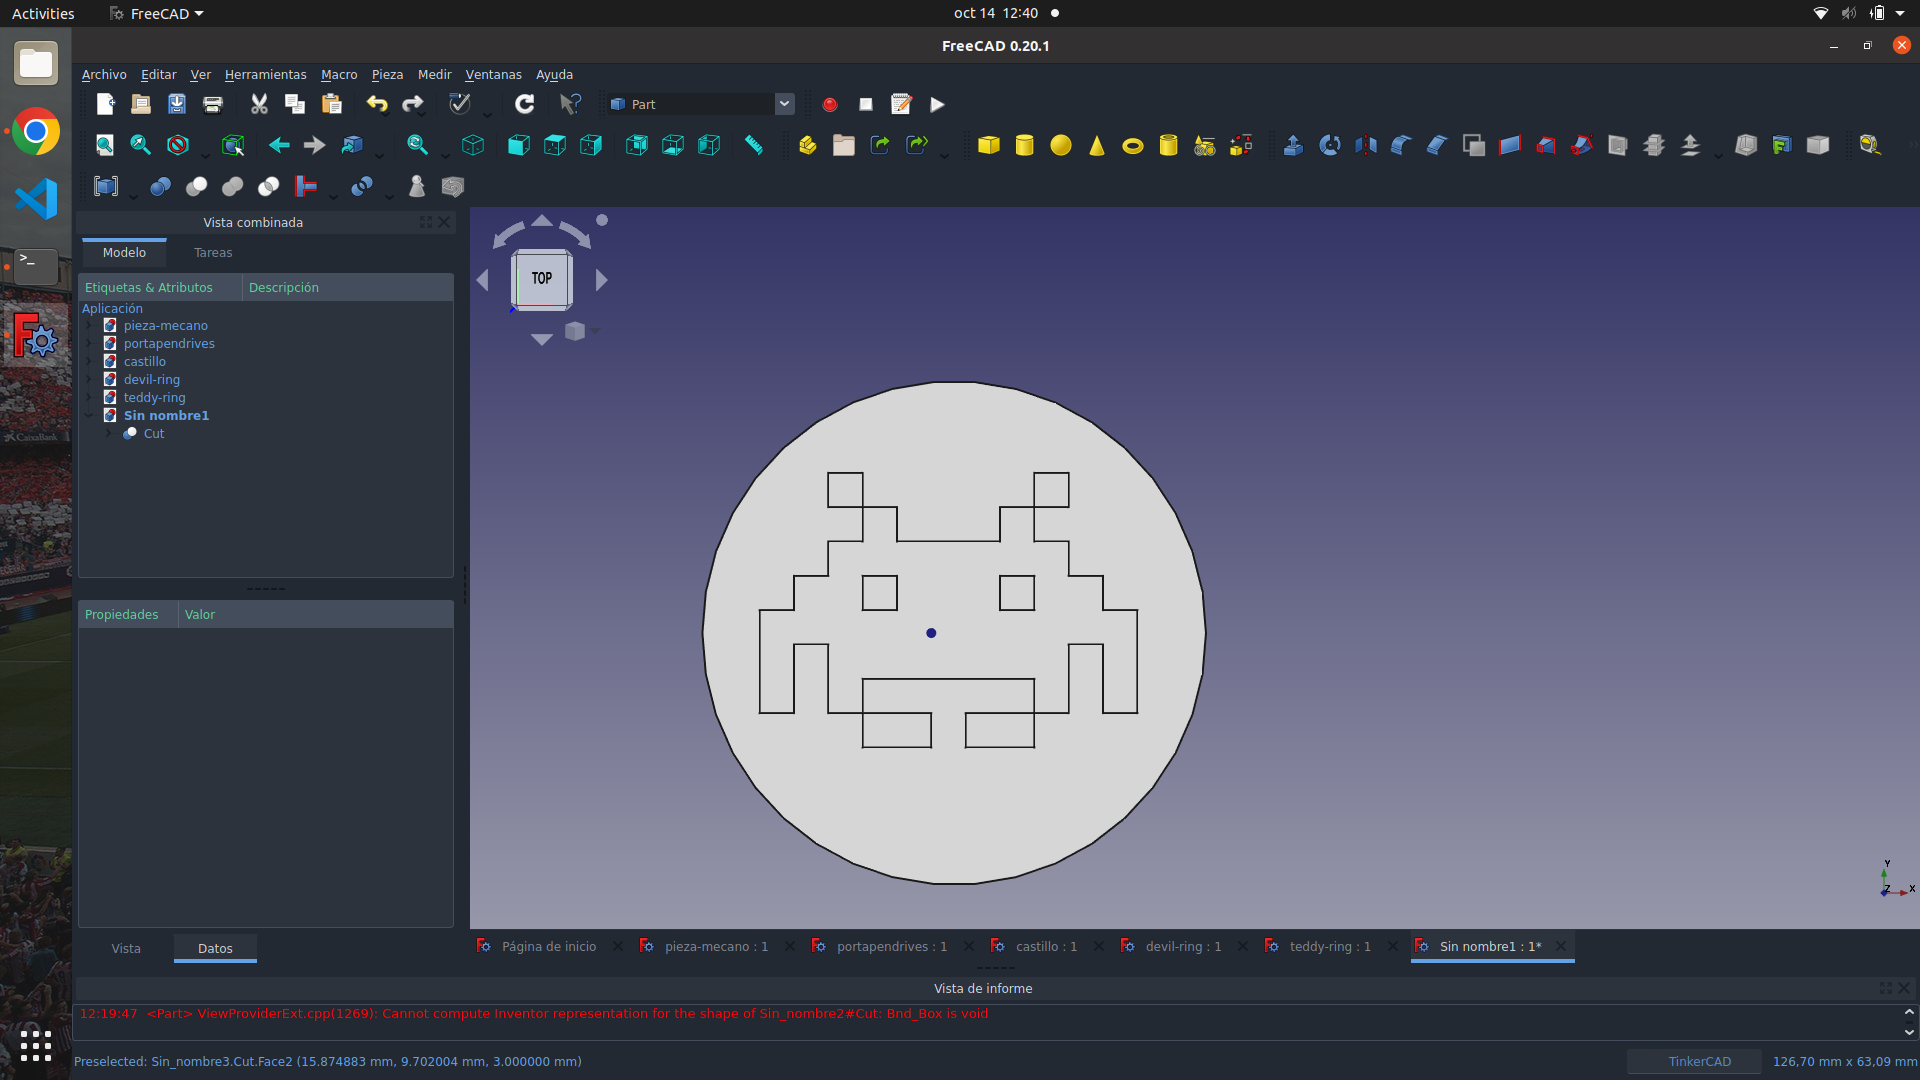 Activities FreeCAD oct 14 12:40
FreeCAD 0.20.1
Archivo Editar Ver Herramientas Macro Pieza Medir Ventanas Ayuda
Part
Vista combinada
Modelo Tareas
Etiquetas & Atributos Descripción
Aplicación
pieza-mecano
portapendrives
castillo
devil-ring
teddy-ring
Sin nombre1
Cut
TOP
Propiedades Valor
Y
Z X
Vista Datos
Página de inicio pieza-mecano : 1 portapendrives : 1 castillo : 1 devil-ring : 1 teddy-ring : 1 Sin nombre1 : 1*
Vista de informe
12:19:47 <Part> ViewProviderExt.cpp(1269): Cannot compute Inventor representation for the shape of Sin_nombre2#Cut: Bnd_Box is void
Preselected: Sin_nombre3.Cut.Face2 (15.874883 mm, 9.702004 mm, 3.000000 mm) TinkerCAD 126,70 mm x 63,09 mm
CaixaBank